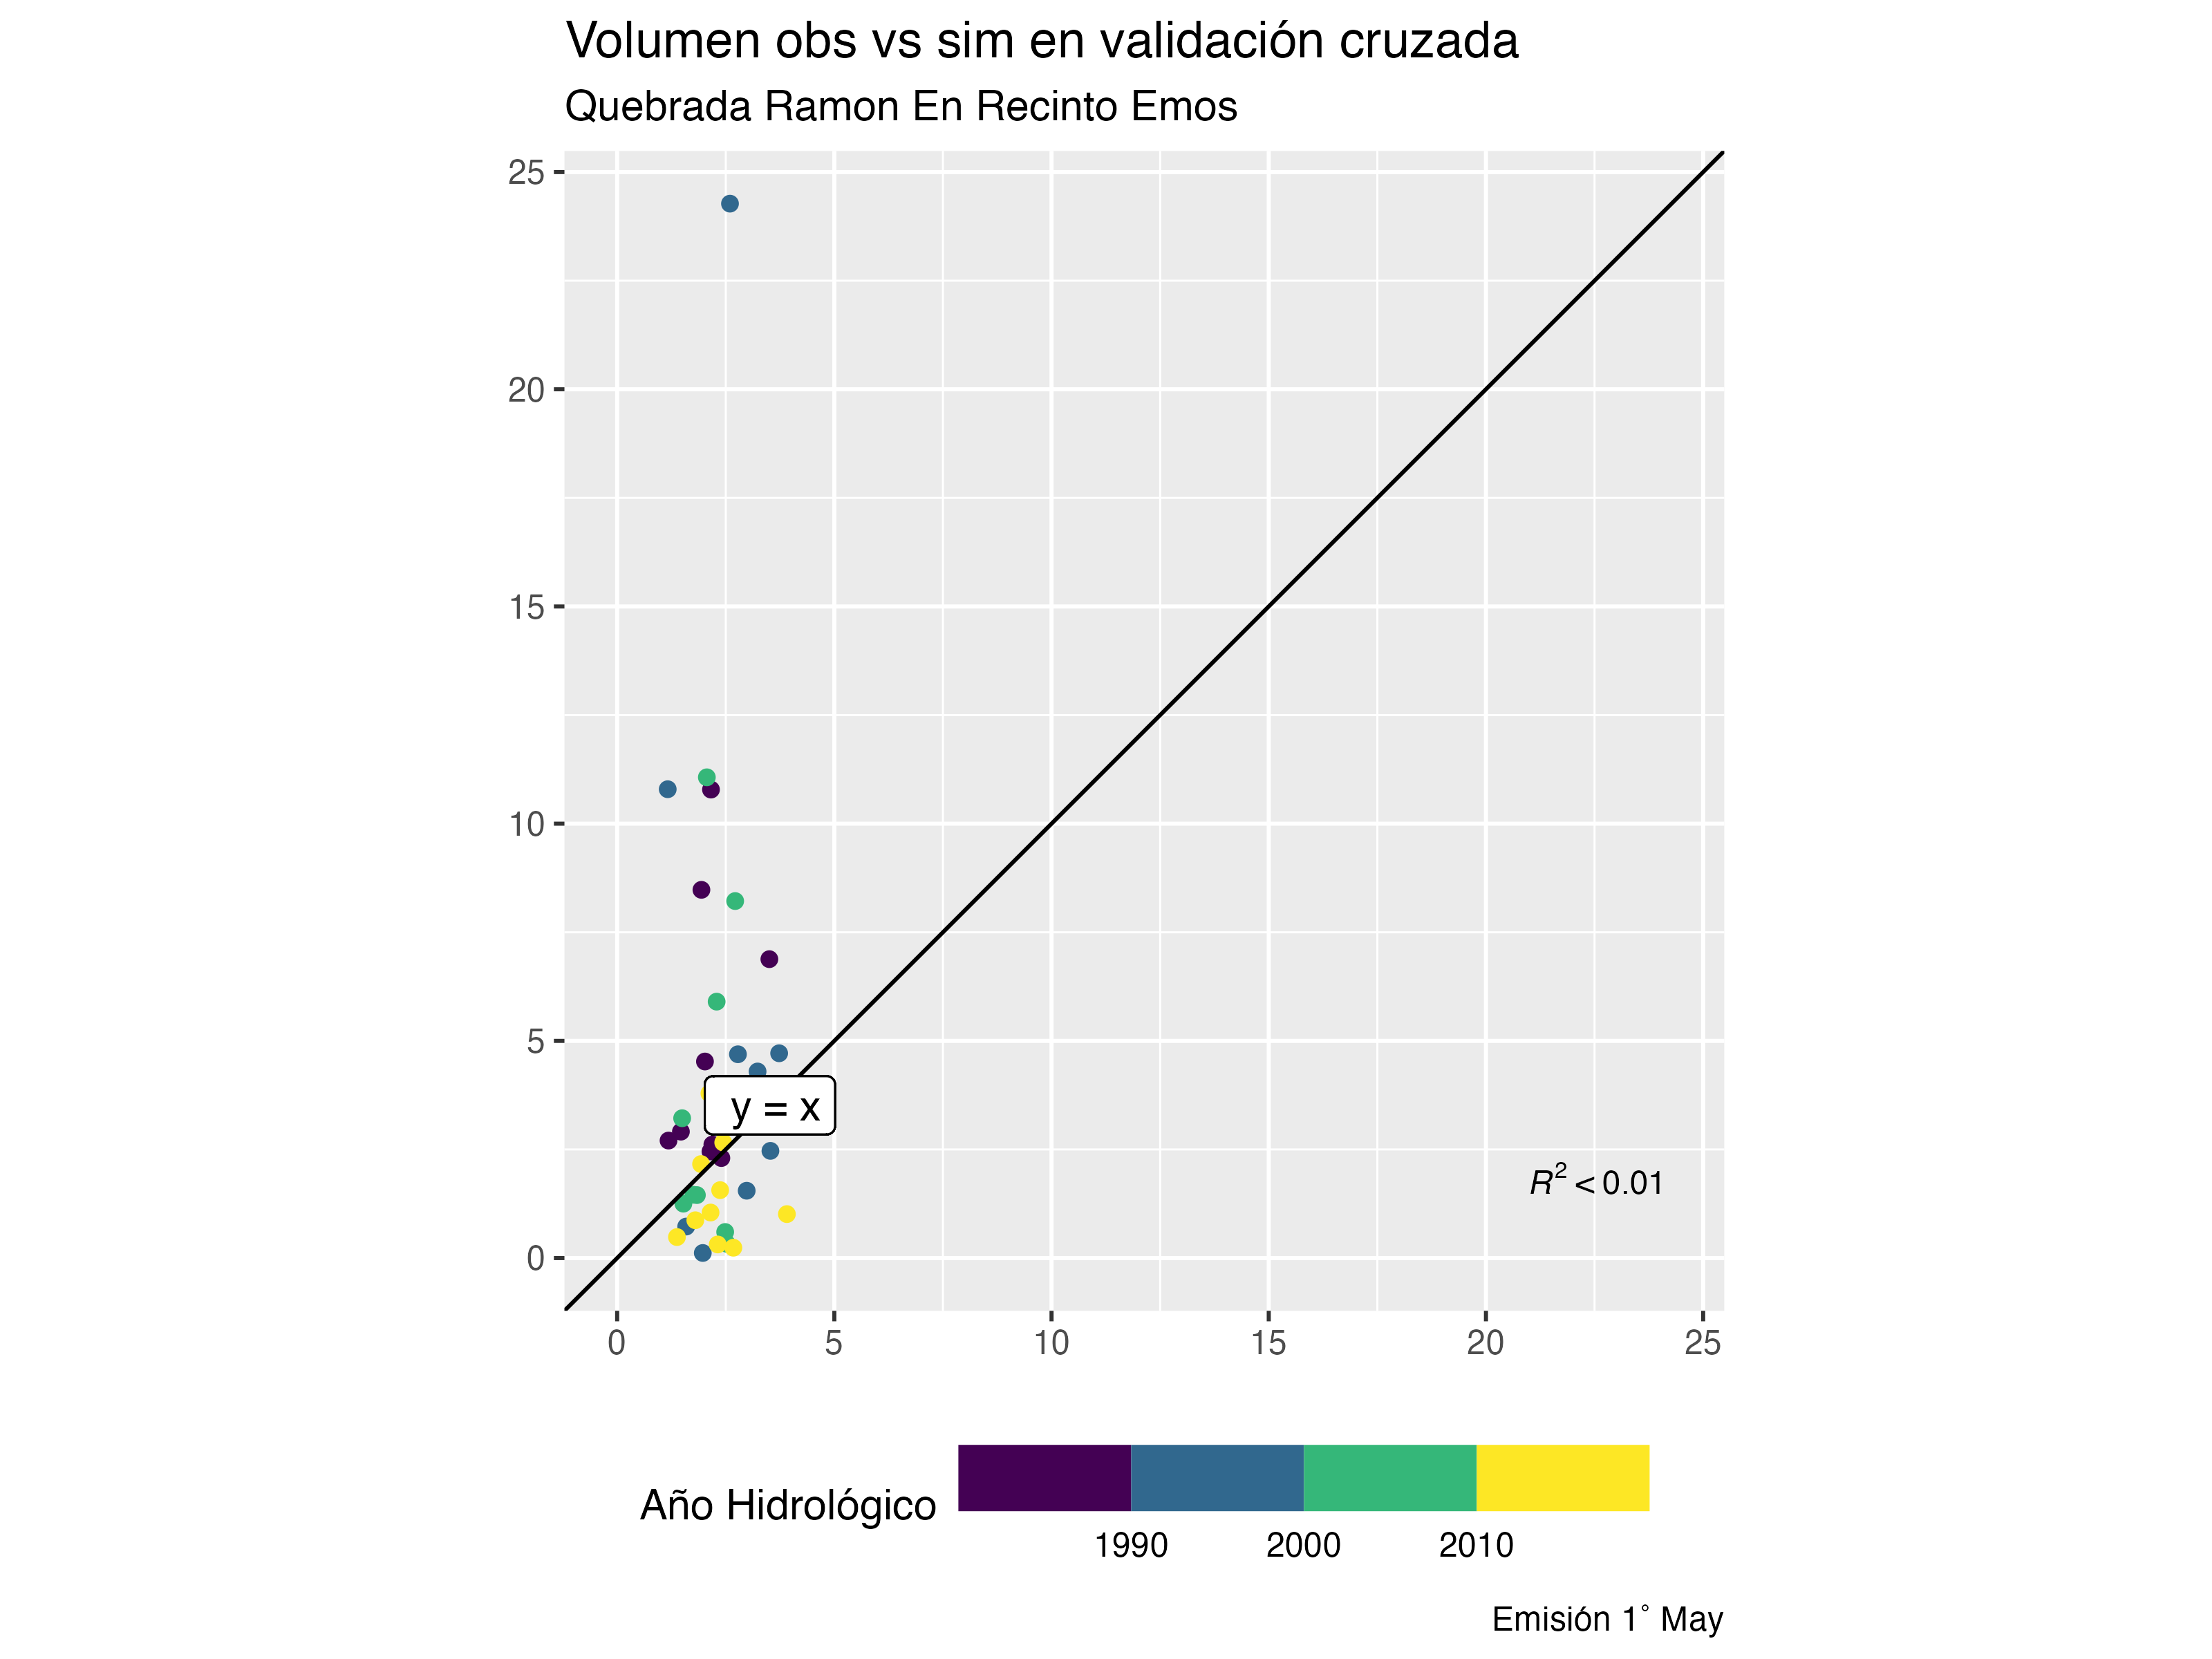 Volumen obs vs sim en validación cruzada
Quebrada Ramon En Recinto Emos
25
20
15
10
5
0
y = x
R² < 0.01
0 5 10 15 20 25
Año Hidrológico
1990 2000 2010
Emisión 1° May